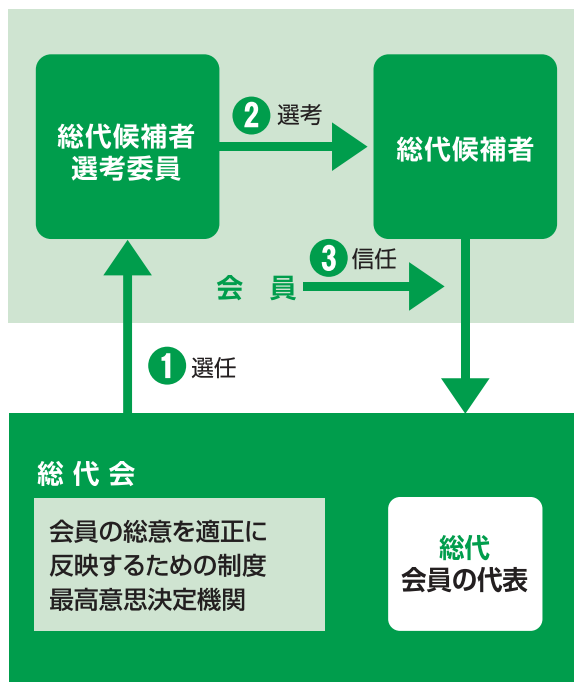 総代候補者
選考委員
2 選考
総代候補者
3 信任
会 員
1 選任
総代会
会員の総意を適正に
反映するための制度
最高意思決定機関
総代
会員の代表